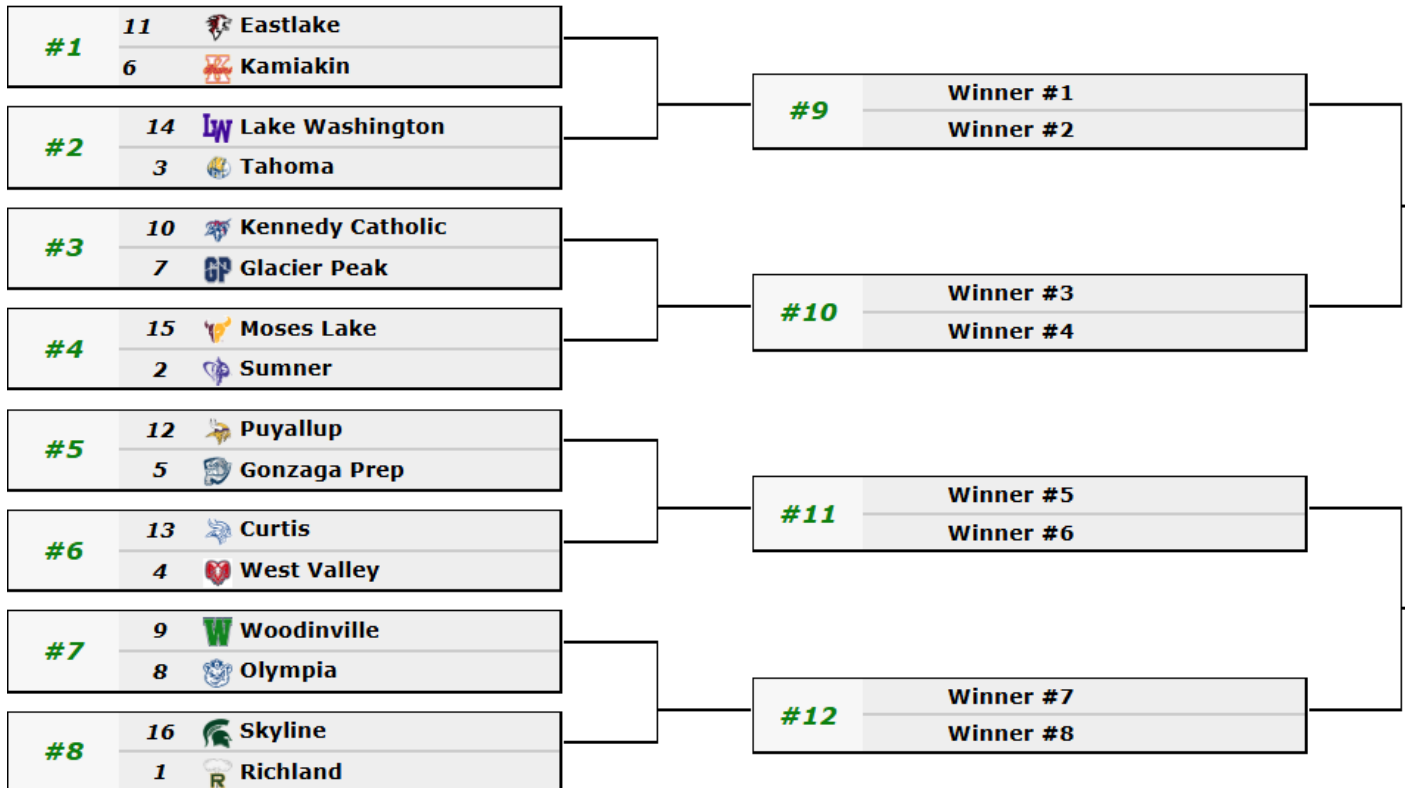 #1
11 Eastlake
6 Kamiakin
#2
14 LW Lake Washington
3 Tahoma
#3
10 Kennedy Catholic
7 GP Glacier Peak
#4
15 Moses Lake
2 Sumner
#5
12 Puyallup
5 Gonzaga Prep
#6
13 Curtis
4 West Valley
#7
9 W Woodinville
8 Olympia
#8
16 Skyline
1 R Richland
#9
Winner #1
Winner #2
#10
Winner #3
Winner #4
#11
Winner #5
Winner #6
#12
Winner #7
Winner #8